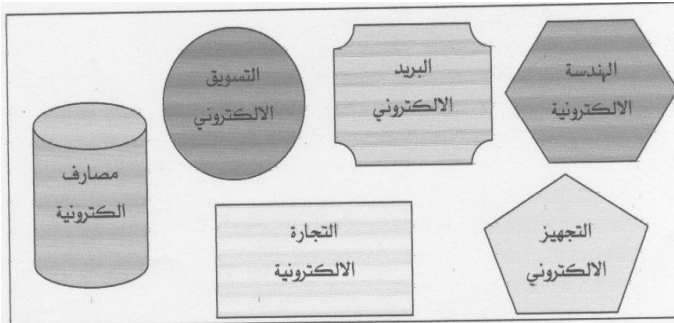 الهندسة
الالكترونية
البريد
الالكتروني
التسويق
الالكتروني
مصارف
الكترونية
التجهيز
الالكتروني
التجارة
الالكترونية